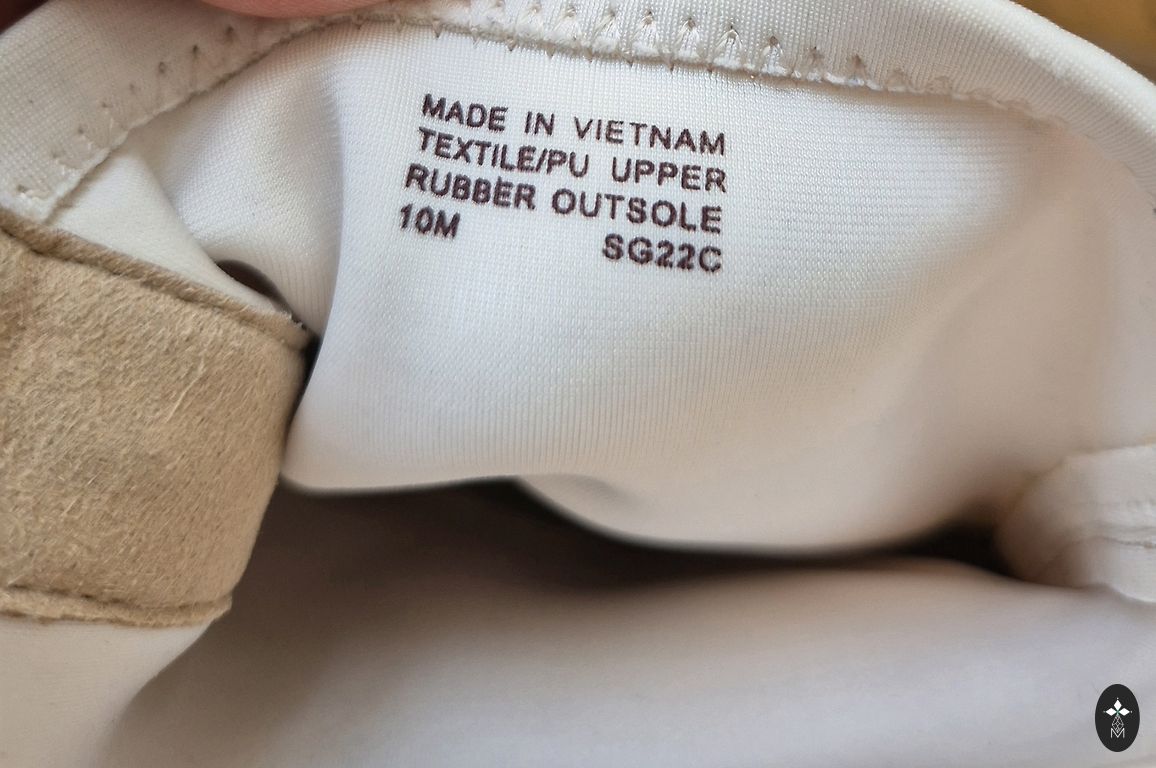 MADE IN VIETNAM
TEXTILE/PU UPPER
RUBBER OUTSOLE
10M SG22C
M